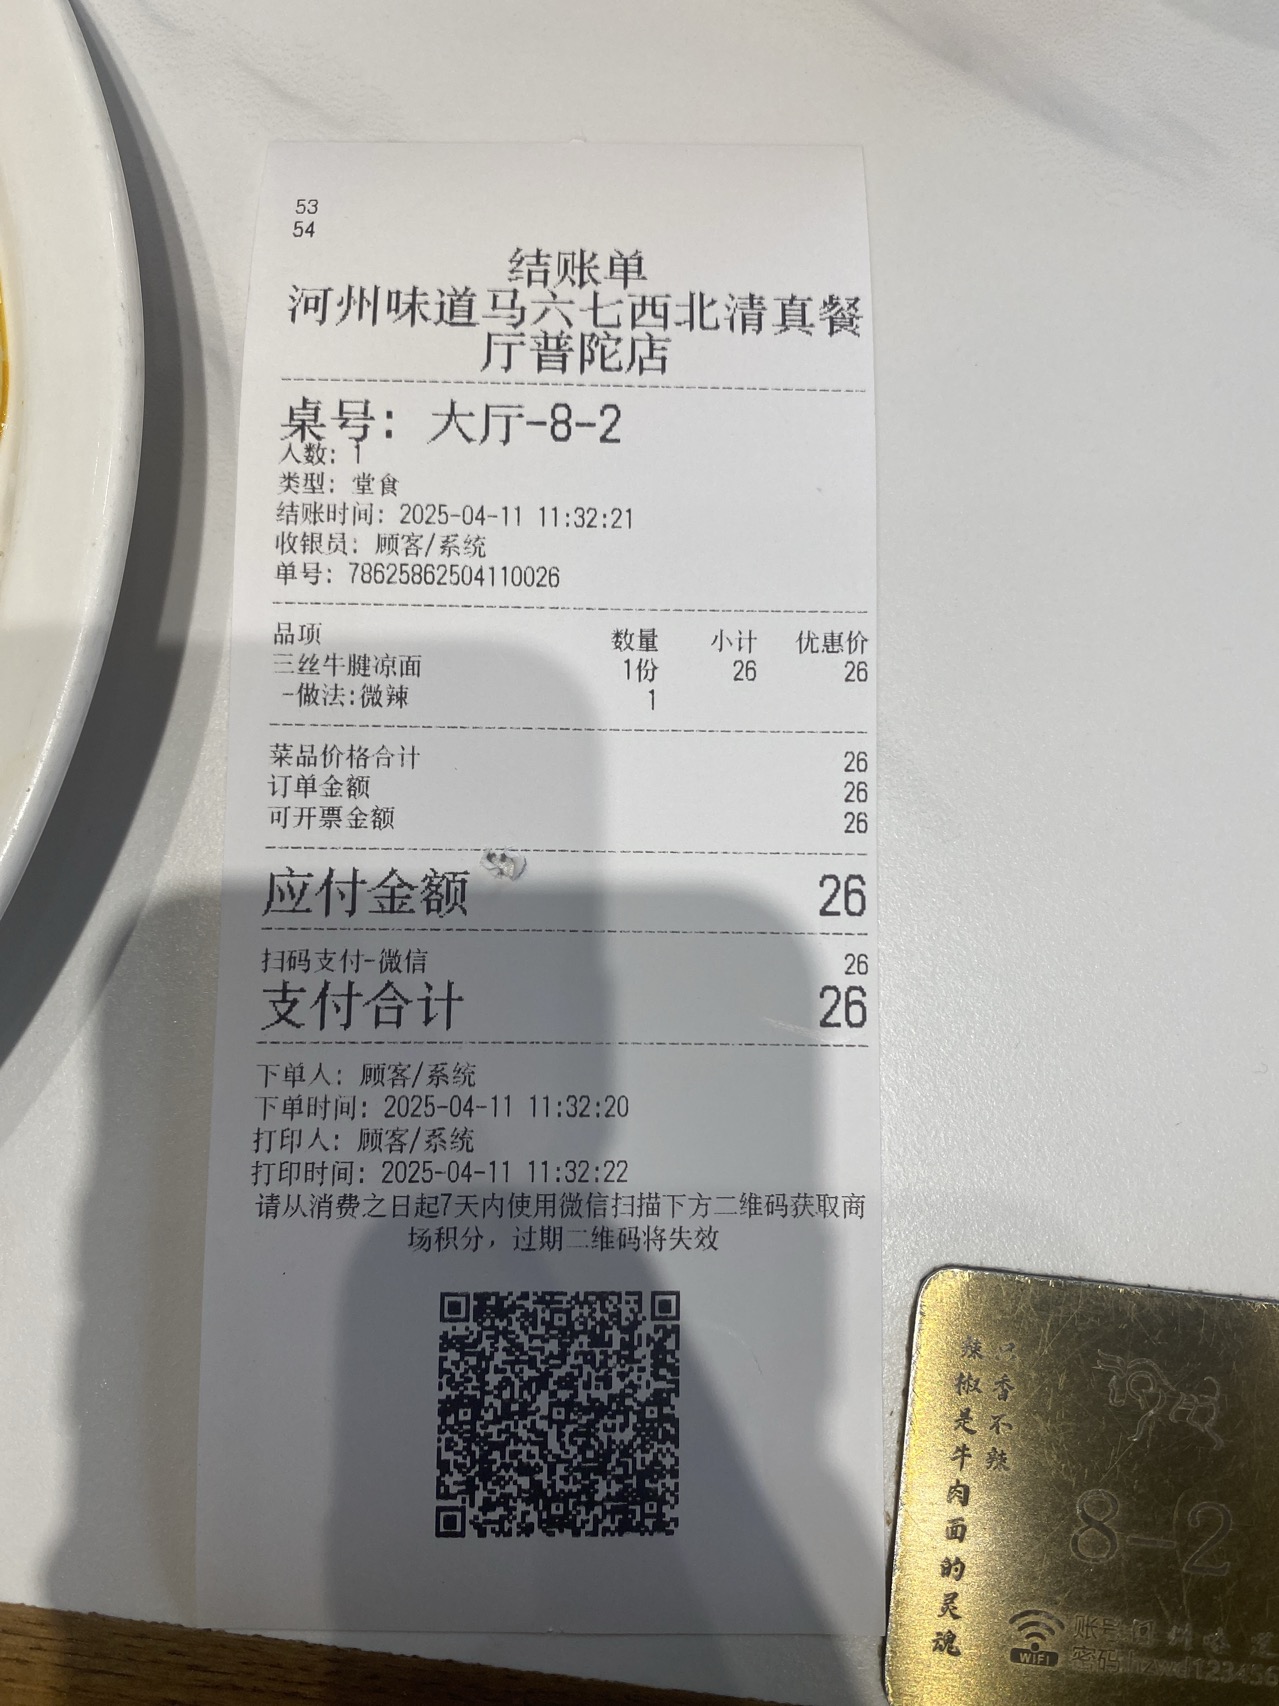 53
54
结账单
河州味道马六七西北清真餐
厅普陀店
桌号：大厅-8-2
人数：1
类型：堂食
结账时间：2025-04-11 11:32:21
收银员：顾客/系统
单号：78625862504110026
品项 数量 小计 优惠价
三丝牛腱凉面 1份 26 26
-做法:微辣 1
菜品价格合计 26
订单金额 26
可开票金额 26
应付金额 26
扫码支付-微信 26
支付合计 26
下单人：顾客/系统
下单时间：2025-04-11 11:32:20
打印人：顾客/系统
打印时间：2025-04-11 11:32:22
请从消费之日起7天内使用微信扫描下方二维码获取商
场积分，过期二维码将失效
只香不辣
辣椒是牛肉面的灵魂
8-2
WIFI
账号
密码